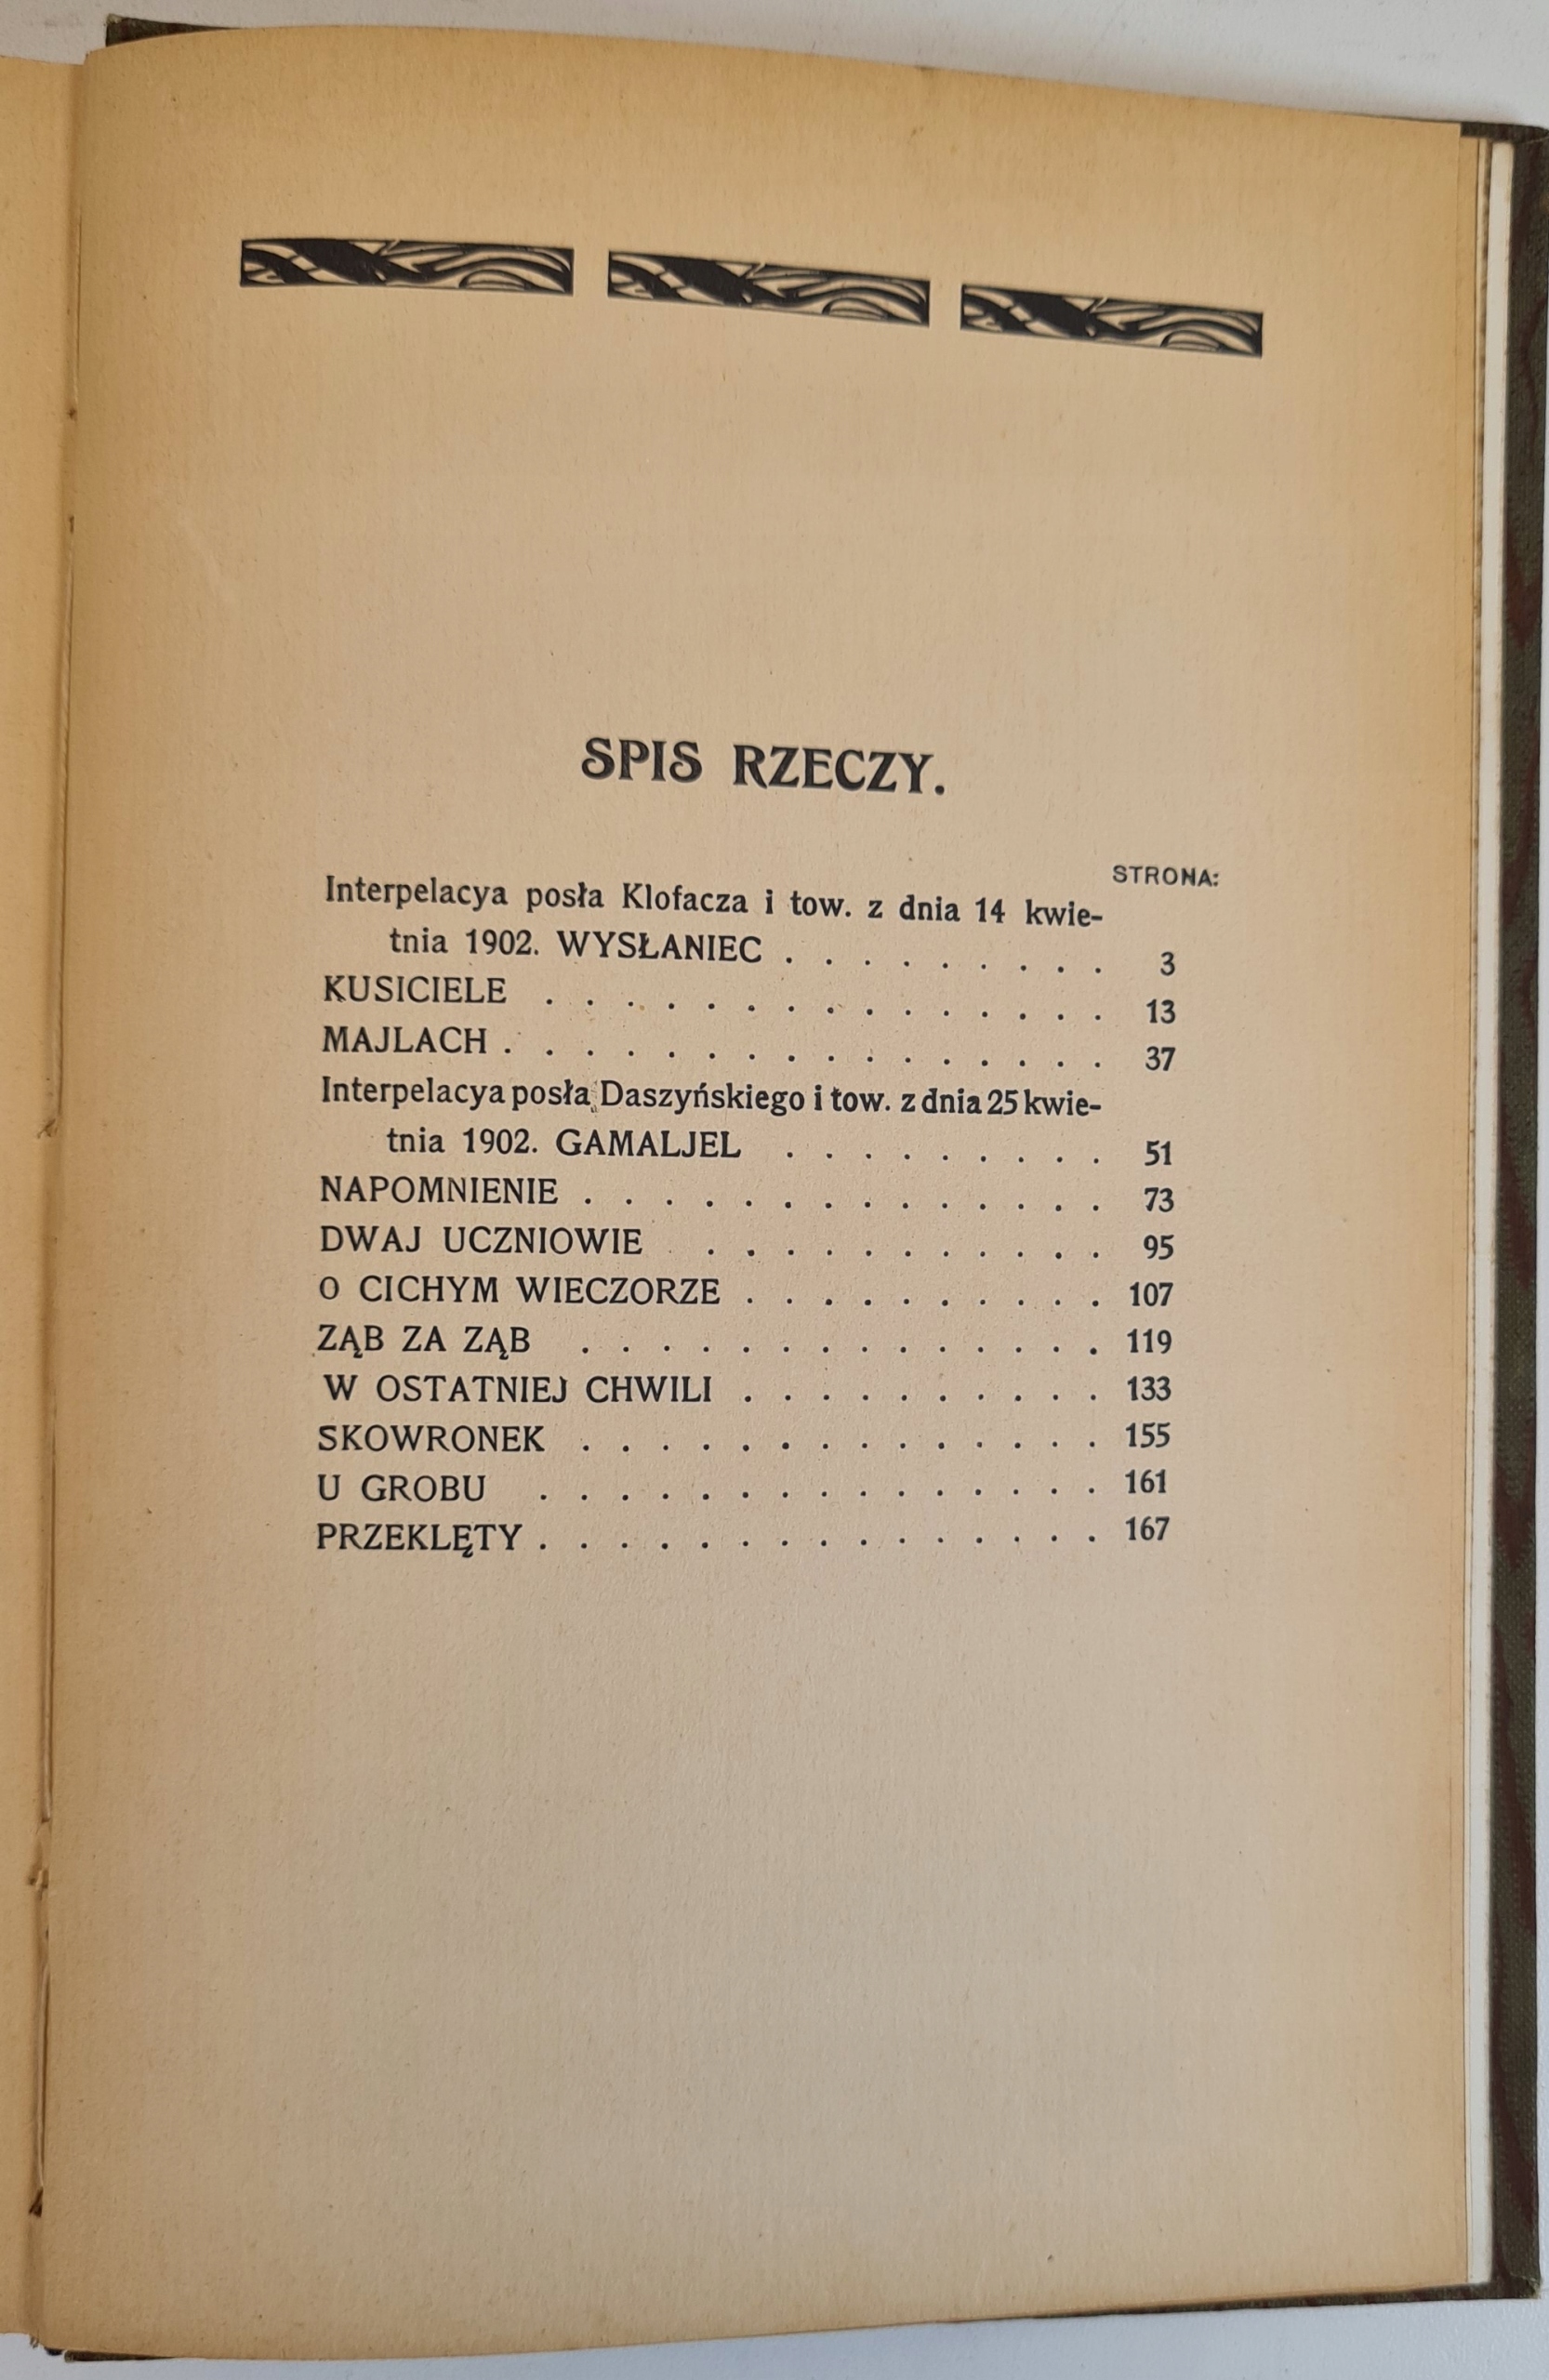 SPIS RZECZY.
STRONA:
Interpelacya posła Klofacza i tow. z dnia 14 kwie-
tnia 1902. WYSŁANIEC . . . . . . . . . 3
KUSICIELE . . . . . . . . . . . . . . . 13
MAJLACH . . . . . . . . . . . . . . . . 37
Interpelacya posła Daszyńskiego i tow. z dnia 25 kwie-
tnia 1902. GAMALJEL . . . . . . . . . 51
NAPOMNIENIE . . . . . . . . . . . . . . 73
DWAJ UCZNIOWIE . . . . . . . . . . . 95
O CICHYM WIECZORZE . . . . . . . . . . 107
ZĄB ZA ZĄB . . . . . . . . . . . . . . 119
W OSTATNIEJ CHWILI . . . . . . . . . . 133
SKOWRONEK . . . . . . . . . . . . . . 155
U GROBU . . . . . . . . . . . . . . . 161
PRZEKLĘTY . . . . . . . . . . . . . . . 167